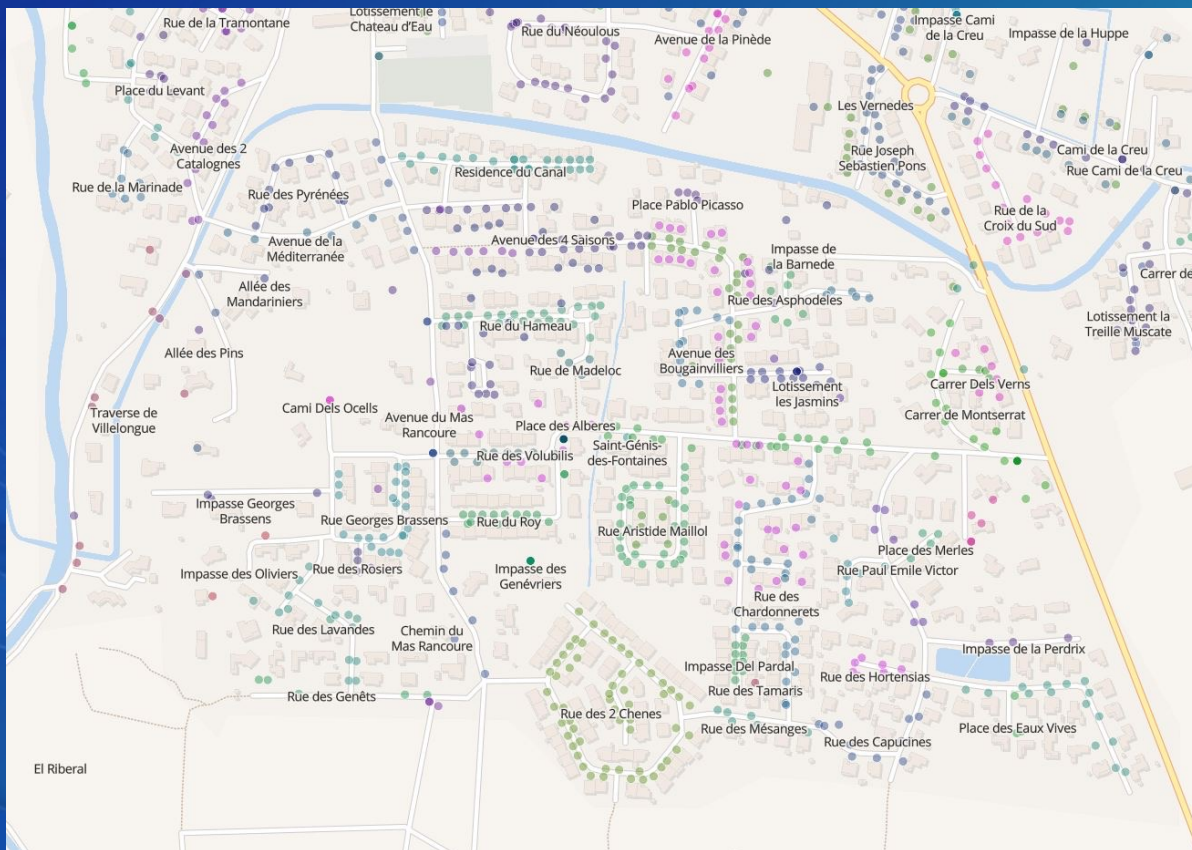 Rue de la Tramontane
Lotissement le
Chateau d'Eau
Rue du Néoulous
Avenue de la Pinède
Impasse Cami
de la Creu
Impasse de la Huppe
Place du Levant
Les Vernedes
Avenue des 2
Catalognes
Rue Joseph
Sebastien Pons
Cami de la Creu
Rue Cami de la Creu
Residence du Canal
Rue de la Marinade
Rue des Pyrénées
Place Pablo Picasso
Rue de la
Croix du Sud
Avenue de la
Méditerranée
Avenue des 4 Saisons
Impasse de
la Barnede
Carrer de
Allée des
Mandariniers
Rue des Asphodeles
Lotissement la
Treille Muscate
Rue du Hameau
Allée des Pins
Avenue des
Bougainvilliers
Rue de Madeloc
Lotissement
les Jasmins
Carrer Dels Verns
Traverse de
Villelongue
Cami Dels Ocells
Avenue du Mas
Rancoure
Place des Alberes
Carrer de Montserrat
Saint-Génis-
des-Fontaines
Rue des Volubilis
Impasse Georges
Brassens
Rue Georges Brassens
Rue du Roy
Rue Aristide Maillol
Place des Merles
Impasse des Oliviers
Rue des Rosiers
Impasse des
Genévriers
Rue Paul Emile Victor
Rue des
Chardonnerets
Rue des Lavandes
Chemin du
Mas Rancoure
Impasse de la Perdrix
Impasse Del Pardal
Rue des Hortensias
Rue des Genêts
Rue des Tamaris
Rue des 2 Chenes
Rue des Mésanges
Place des Eaux Vives
Rue des Capucines
El Riberal